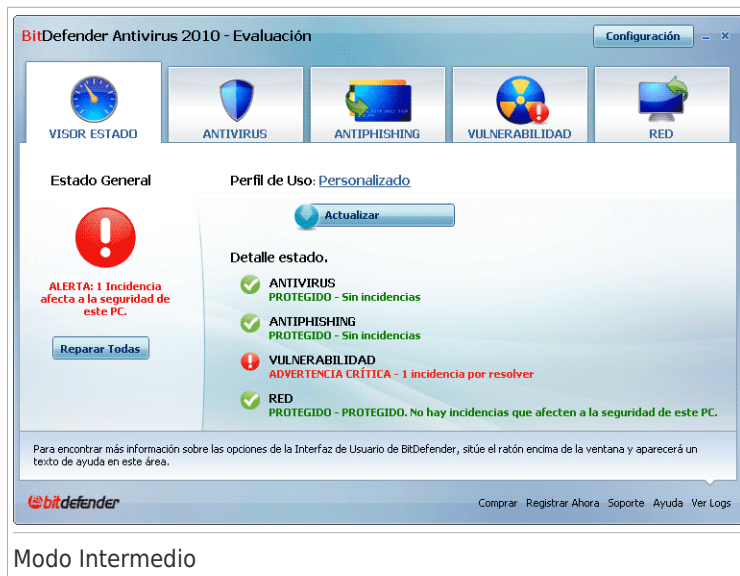 BitDefender Antivirus 2010 - Evaluación
Configuración
VISOR ESTADO
ANTIVIRUS
ANTIPHISHING
VULNERABILIDAD
RED
Estado General
Perfil de Uso: Personalizado
Actualizar
ALERTA: 1 Incidencia
afecta a la seguridad de
este PC.
Reparar Todas
Detalle estado.
ANTIVIRUS
PROTEGIDO - Sin incidencias
ANTIPHISHING
PROTEGIDO - Sin incidencias
VULNERABILIDAD
ADVERTENCIA CRÍTICA - 1 incidencia por resolver
RED
PROTEGIDO - PROTEGIDO. No hay incidencias que afecten a la seguridad de este PC.
Para encontrar más información sobre las opciones de la Interfaz de Usuario de BitDefender, sitúe el ratón encima de la ventana y aparecerá un
texto de ayuda en este área.
bitdefender
Comprar Registrar Ahora Soporte Ayuda Ver Logs
Modo Intermedio